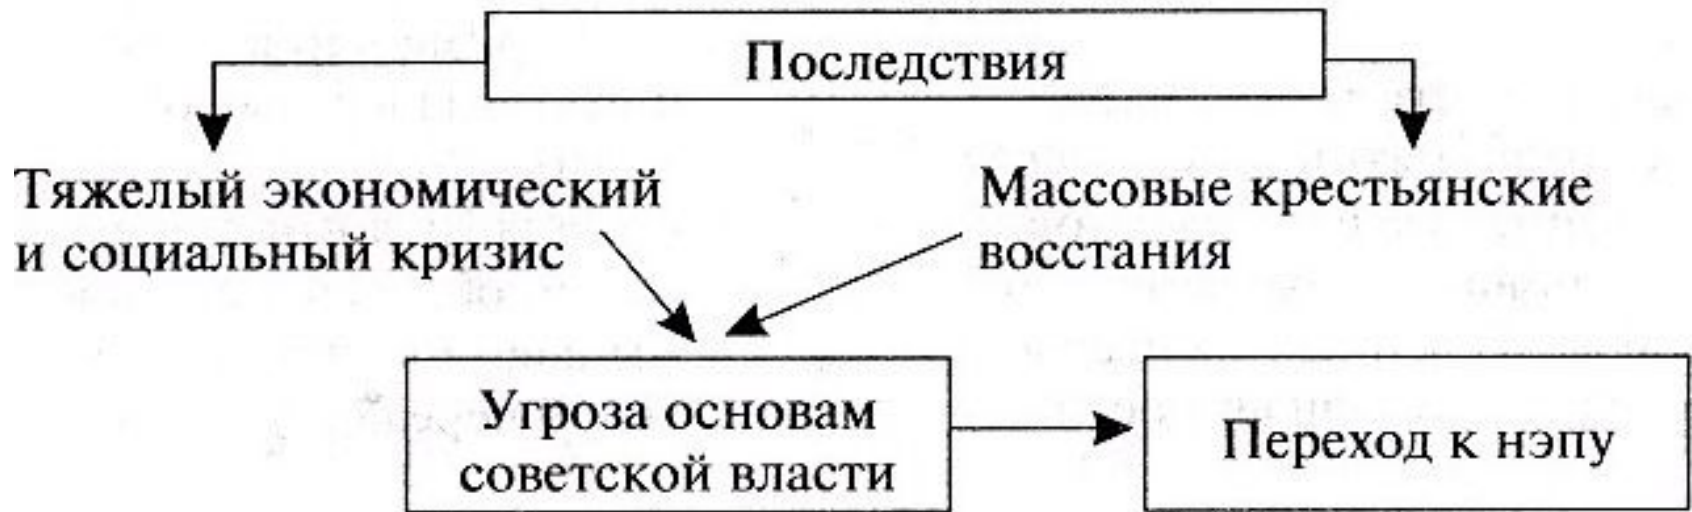 Последствия
Тяжелый экономический
и социальный кризис
Массовые крестьянские
восстания
Угроза основам
советской власти
Переход к нэпу